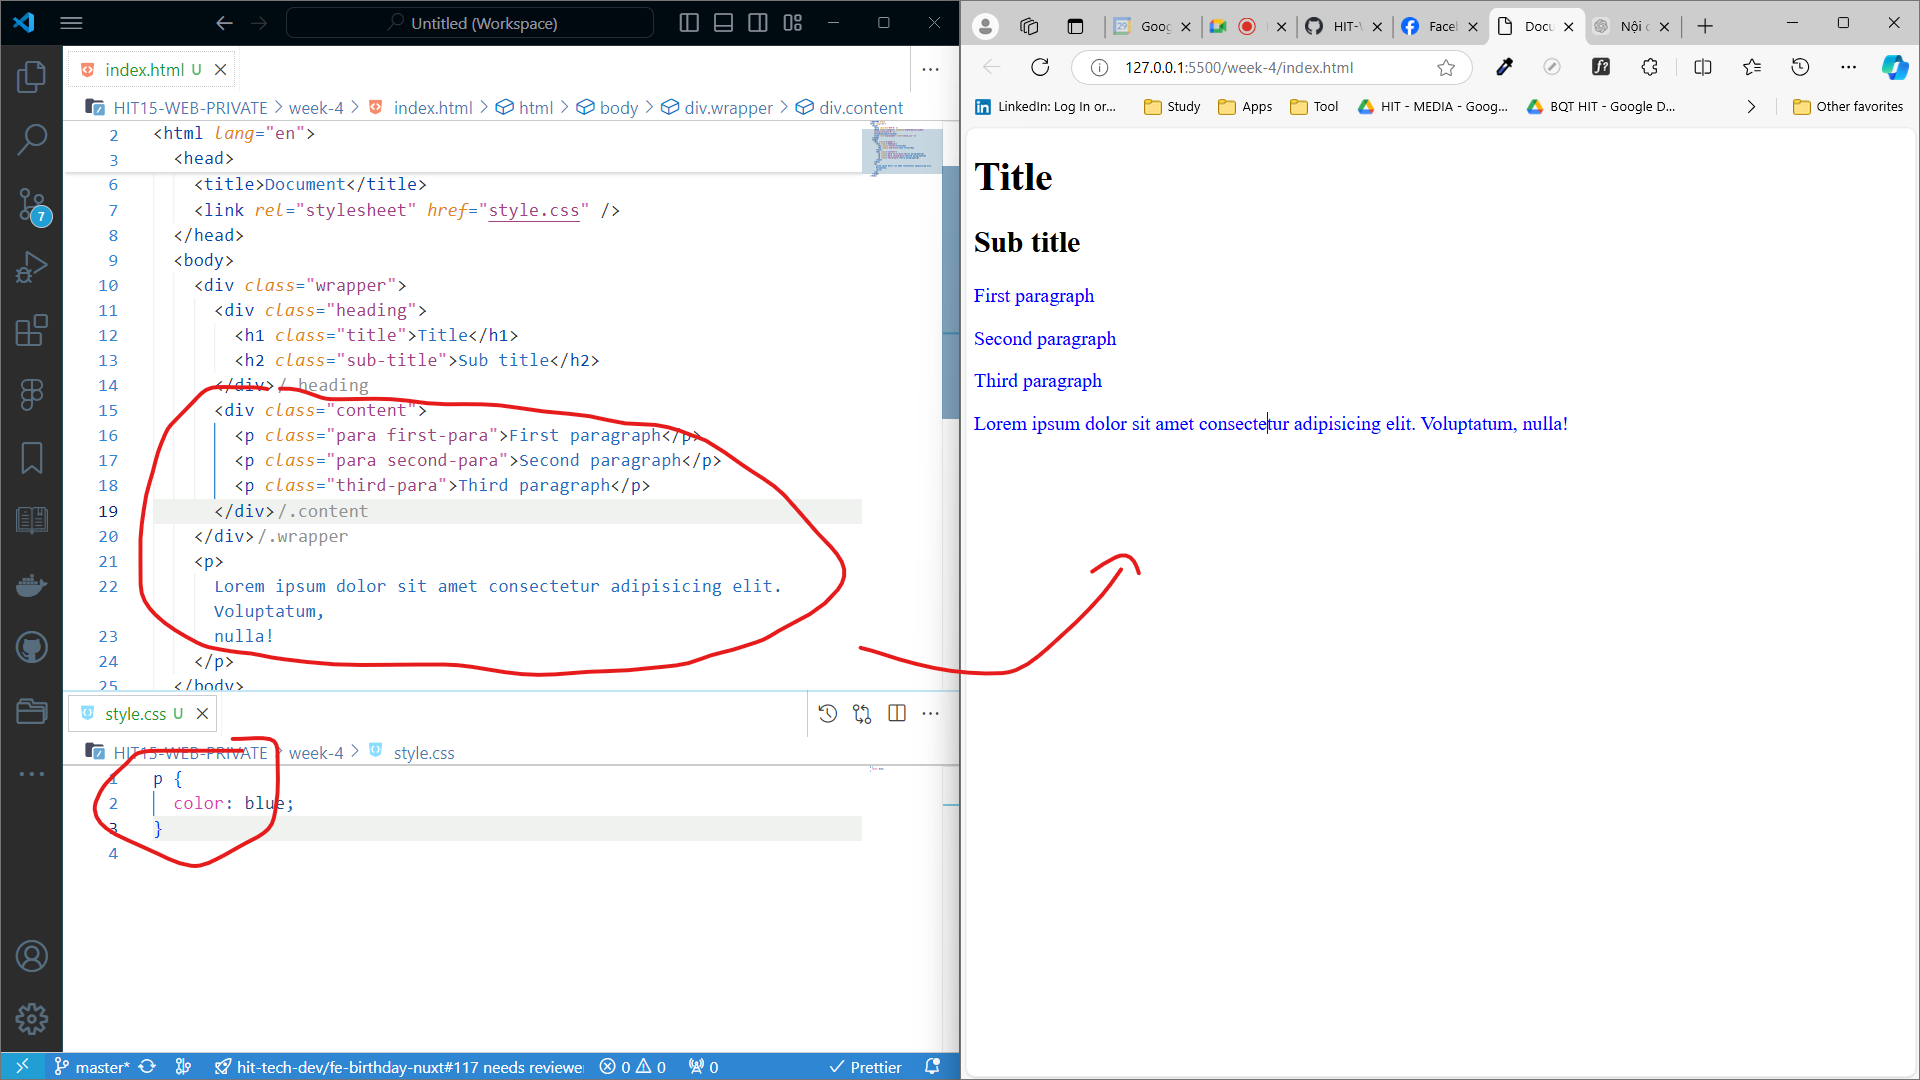 Untitled (Workspace)
index.html U
HIT15-WEB-PRIVATE > week-4 > index.html > html > body > div.wrapper > div.content
2 <html lang="en">
3 <head>
6 <title>Document</title>
7 <link rel="stylesheet" href="style.css" />
8 </head>
9 <body>
10 <div class="wrapper">
11 <div class="heading">
12 <h1 class="title">Title</h1>
13 <h2 class="sub-title">Sub title</h2>
14 </div>/.heading
15 <div class="content">
16 <p class="para first-para">First paragraph</p>
17 <p class="para second-para">Second paragraph</p>
18 <p class="third-para">Third paragraph</p>
19 </div>/.content
20 </div>/.wrapper
21 <p>
22 Lorem ipsum dolor sit amet consectetur adipisicing elit.
Voluptatum,
23 nulla!
24 </p>
25 </body>
7
style.css U
HIT15-WEB-PRIVATE > week-4 > style.css
1 p {
2 color: blue;
3 }
4
master* hit-tech-dev/fe-birthday-nuxt#117 needs reviewe 0 0 0 Prettier
29 Goog HIT-\ Facel Docu Nội
127.0.0.1:5500/week-4/index.html
LinkedIn: Log In or... Study Apps Tool HIT - MEDIA - Goog... BQT HIT - Google D... Other favorites
Title
Sub title
First paragraph
Second paragraph
Third paragraph
Lorem ipsum dolor sit amet consectetur adipisicing elit. Voluptatum, nulla!